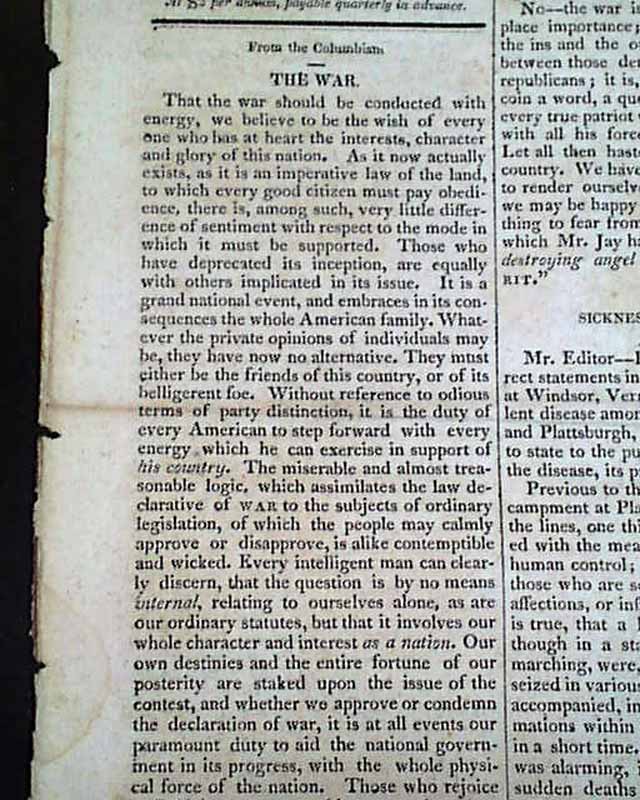 At $2 per annum, payable quarterly in advance.
From the Columbian
THE WAR.
That the war should be conducted with
energy, we believe to be the wish of every
one who has at heart the interests, character
and glory of this nation. As it now actually
exists, as it is an imperative law of the land,
to which every good citizen must pay obedi-
ence, there is, among such, very little differ-
ence of sentiment with respect to the mode in
which it must be supported. Those who
have deprecated its inception, are equally
with others implicated in its issue. It is a
grand national event, and embraces in its con-
sequences the whole American family. What-
ever the private opinions of individuals may
be, they have now no alternative. They must
either be the friends of this country, or of its
belligerent foe. Without reference to odious
terms of party distinction, it is the duty of
every American to step forward with every
energy which he can exercise in support of
his country. The miserable and almost trea-
sonable logic, which assimilates the law de-
clarative of WAR to the subjects of ordinary
legislation, of which the people may calmly
approve or disapprove, is alike contemptible
and wicked. Every intelligent man can clear-
ly discern, that the question is by no means
internal, relating to ourselves alone, as are
our ordinary statutes, but that it involves our
whole character and interest as a nation. Our
own destinies and the entire fortune of our
posterity are staked upon the issue of the
contest, and whether we approve or condemn
the declaration of war, it is at all events our
paramount duty to aid the national govern-
ment in its progress, with the whole physi-
cal force of the nation. Those who rejoice
No—the war is
place importance;
the ins and the o
between those de
republicans; it is,
coin a word, a qu
every true patriot
with all his force
Let all then hast
country. We have
to render ourselv
we may be happy
thing to fear from
which Mr. Jay ha
destroying angel
RIT."
SICKNES
Mr. Editor—I
rect statements in
at Windsor, Ver
lent disease amo
and Plattsburgh,
to state to the pu
the disease, its p
Previous to th
campment at Pla
the lines, one thi
ed with the mea
human control;
those who are s
affections, or inf
is true, that a l
though in a sta
marching, were,
seized in variou
accompanied, in
mations within
in a short time.
was alarming, i
sudden deaths